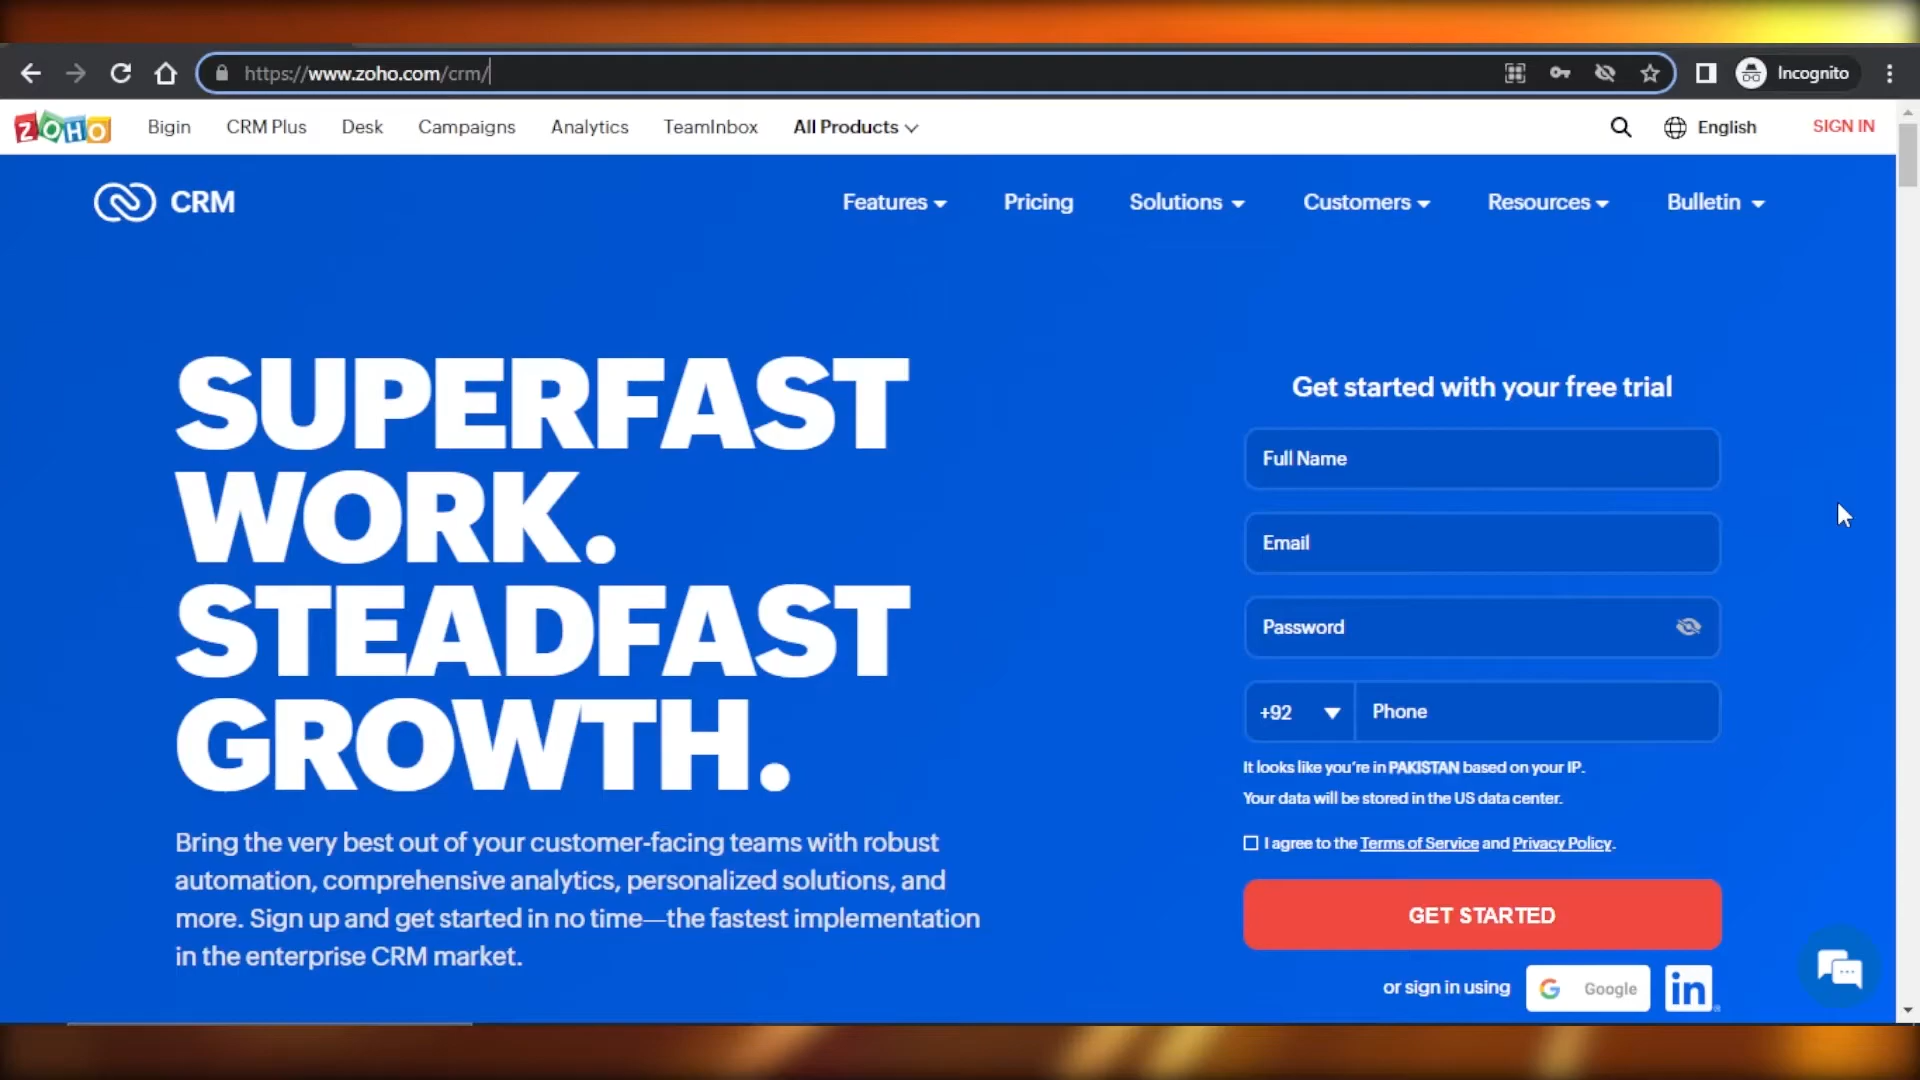 https://www.zoho.com/crm/
Incognito
ZOHO
Bigin
CRM Plus
Desk
Campaigns
Analytics
TeamInbox
All Products
English
SIGN IN
CRM
Features
Pricing
Solutions
Customers
Resources
Bulletin
SUPERFAST
WORK.
STEADFAST
GROWTH.
Bring the very best out of your customer-facing teams with robust
automation, comprehensive analytics, personalized solutions, and
more. Sign up and get started in no time—the fastest implementation
in the enterprise CRM market.
Get started with your free trial
Full Name
Email
Password
+92
Phone
It looks like you're in PAKISTAN based on your IP.
Your data will be stored in the US data center.
I agree to the Terms of Service and Privacy Policy.
GET STARTED
or sign in using
Google
in